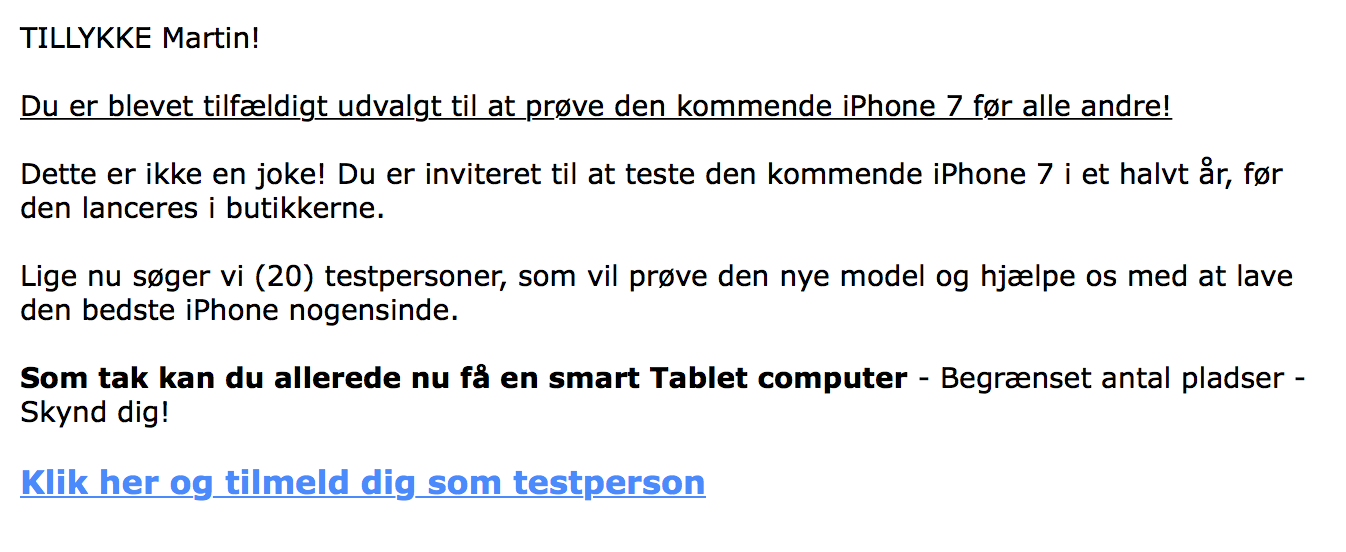 TILLYKKE Martin!
Du er blevet tilfældigt udvalgt til at prøve den kommende iPhone 7 før alle andre!
Dette er ikke en joke! Du er inviteret til at teste den kommende iPhone 7 i et halvt år, før
den lanceres i butikkerne.
Lige nu søger vi (20) testpersoner, som vil prøve den nye model og hjælpe os med at lave
den bedste iPhone nogensinde.
Som tak kan du allerede nu få en smart Tablet computer - Begrænset antal pladser -
Skynd dig!
Klik her og tilmeld dig som testperson